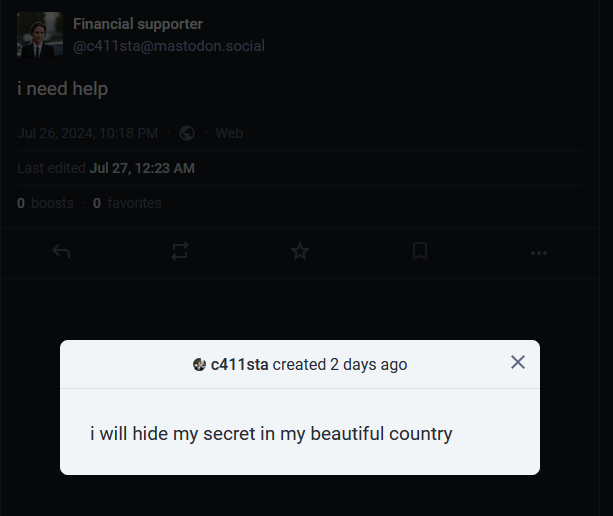 Financial supporter
@c411sta@mastodon.social
i need help
Jul 26, 2024, 10:18 PM · · Web
Last edited Jul 27, 12:23 AM
0 boosts · 0 favorites
c411sta created 2 days ago
i will hide my secret in my beautiful country